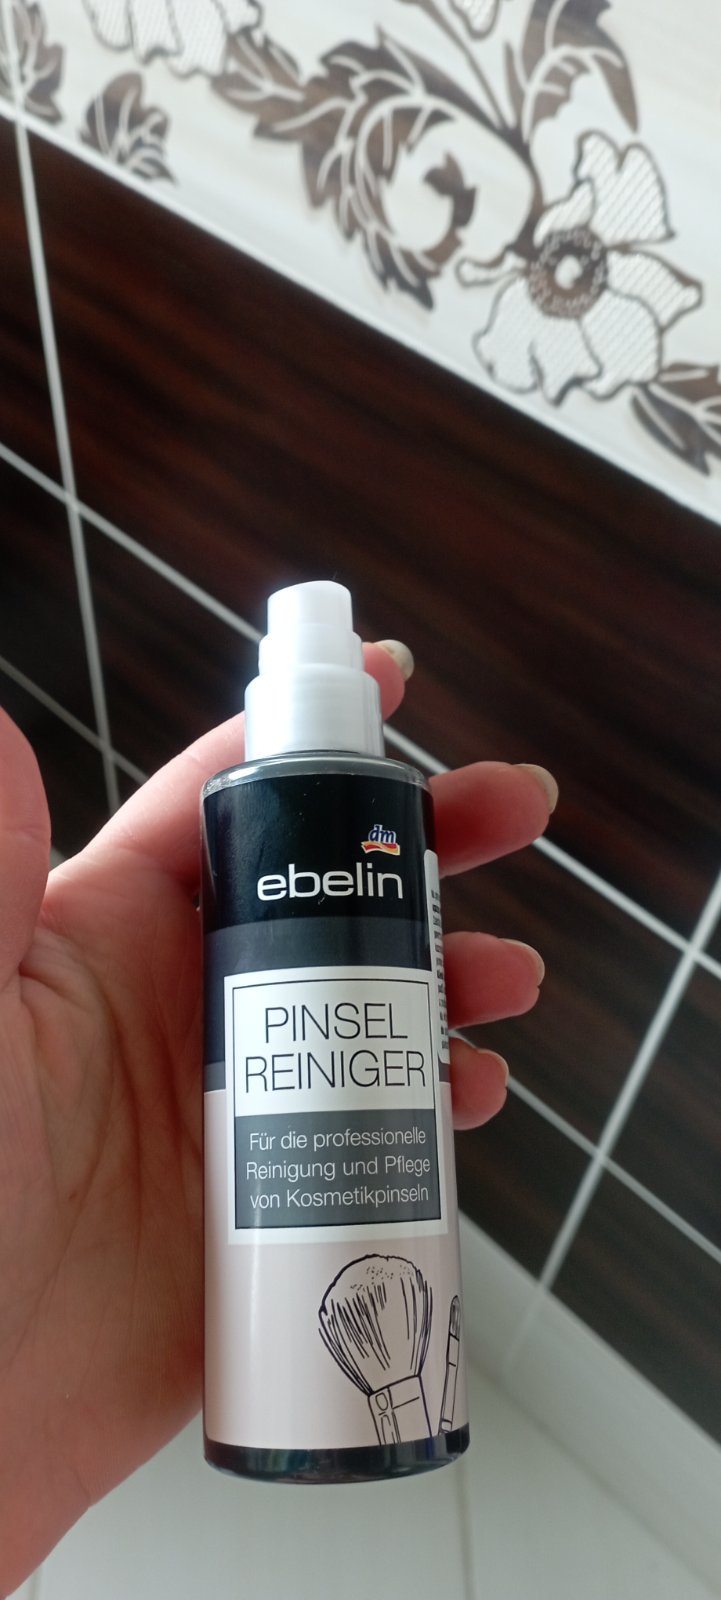 dm
ebelin
PINSEL
REINIGER
Für die professionelle
Reinigung und Pflege
von Kosmetikpinseln